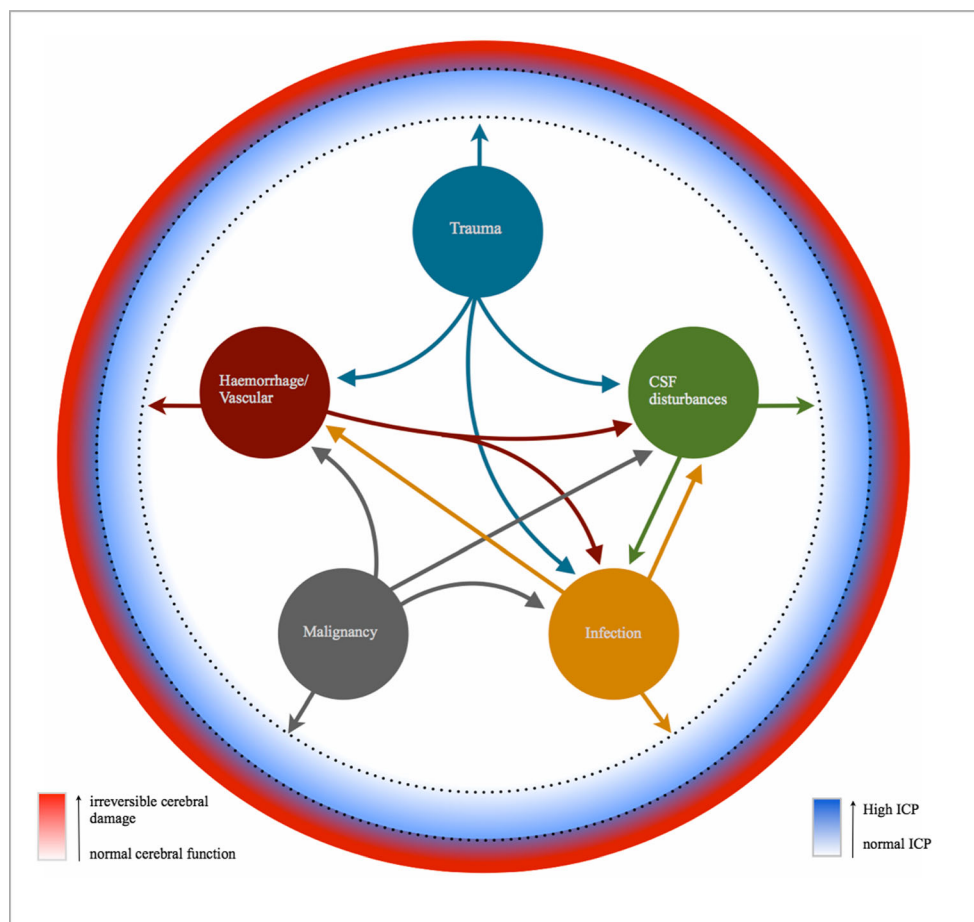 Trauma
Haemorrhage/
Vascular
CSF
disturbances
Malignancy
Infection
irreversible cerebral
damage
normal cerebral function
High ICP
normal ICP